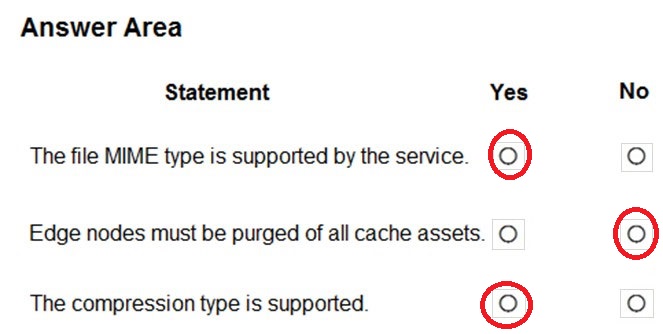 Answer Area
Statement Yes No
The file MIME type is supported by the service.
Edge nodes must be purged of all cache assets.
The compression type is supported.